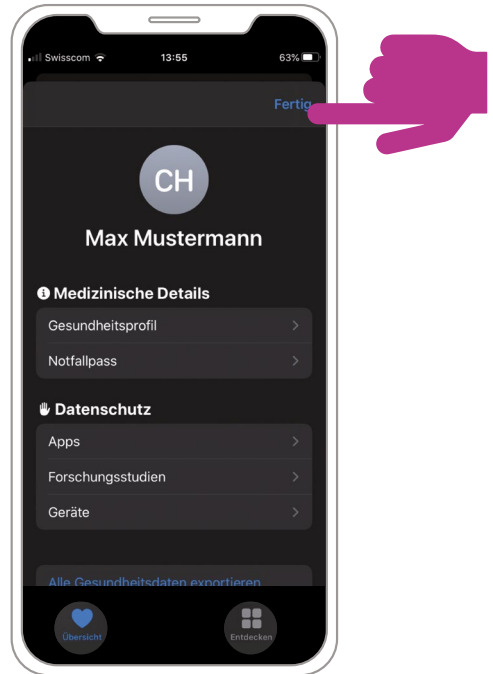 Swisscom 13:55 63%
Fertig
CH
Max Mustermann
Medizinische Details
Gesundheitsprofil
Notfallpass
Datenschutz
Apps
Forschungsstudien
Geräte
Alle Gesundheitsdaten exportieren
Übersicht Entdecken